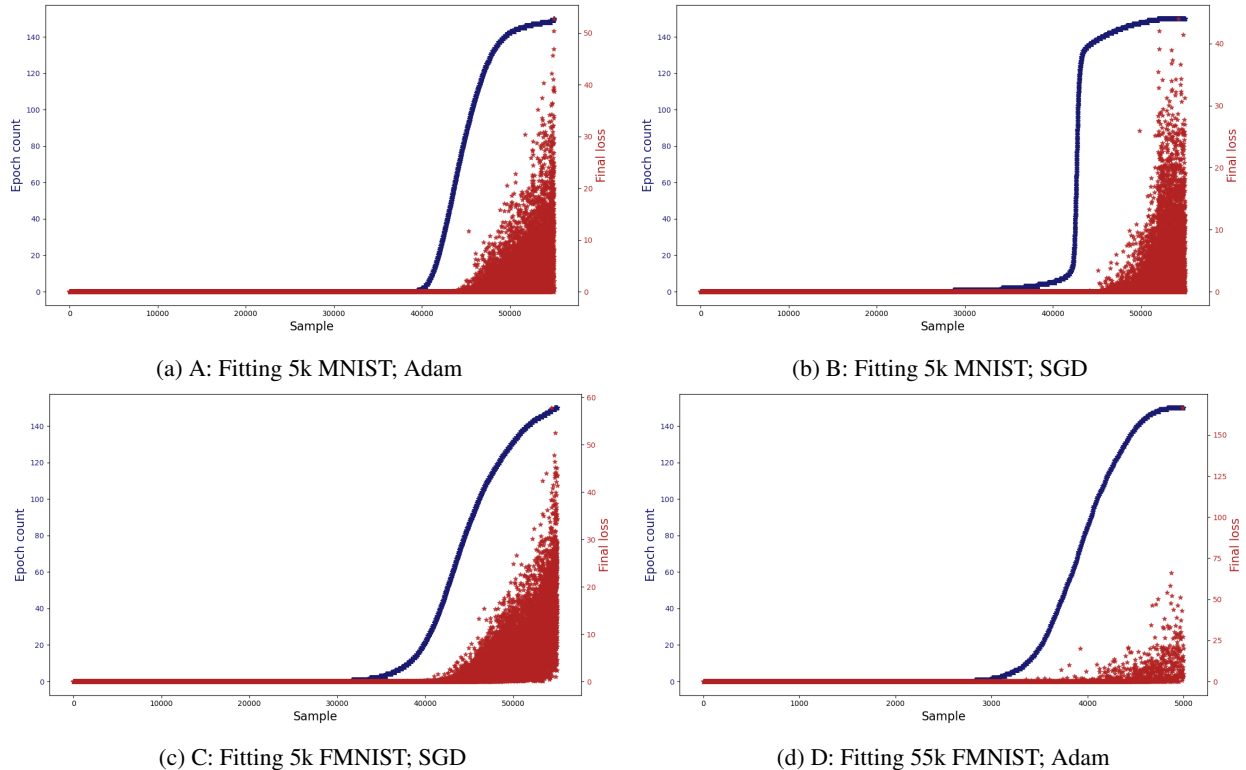 Epoch count
140
120
100
80
60
40
20
0
0 10000 20000 30000 40000 50000
Sample
50
40
30
20
10
0
Final loss
(a) A: Fitting 5k MNIST; Adam
Epoch count
140
120
100
80
60
40
20
0
0 10000 20000 30000 40000 50000
Sample
40
30
20
10
0
Final loss
(b) B: Fitting 5k MNIST; SGD
Epoch count
140
120
100
80
60
40
20
0
0 10000 20000 30000 40000 50000
Sample
60
50
40
30
20
10
0
Final loss
(c) C: Fitting 5k FMNIST; SGD
Epoch count
140
120
100
80
60
40
20
0
0 1000 2000 3000 4000 5000
Sample
150
125
100
75
50
25
0
Final loss
(d) D: Fitting 55k FMNIST; Adam